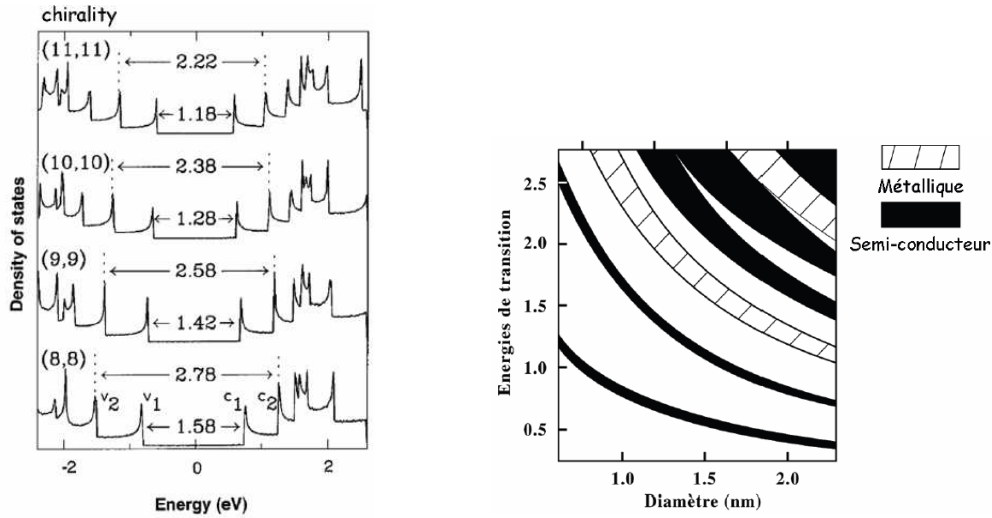 chirality
(11,11)
2.22
1.18
(10,10)
2.38
1.28
(9,9)
2.58
1.42
(8,8)
2.78
v2 v1 c1 c2
1.58
-2 0 2
Energy (eV)
Density of states
2.5
2.0
1.5
1.0
0.5
1.0 1.5 2.0
Diamètre (nm)
Energies de transition
Métallique
Semi-conducteur